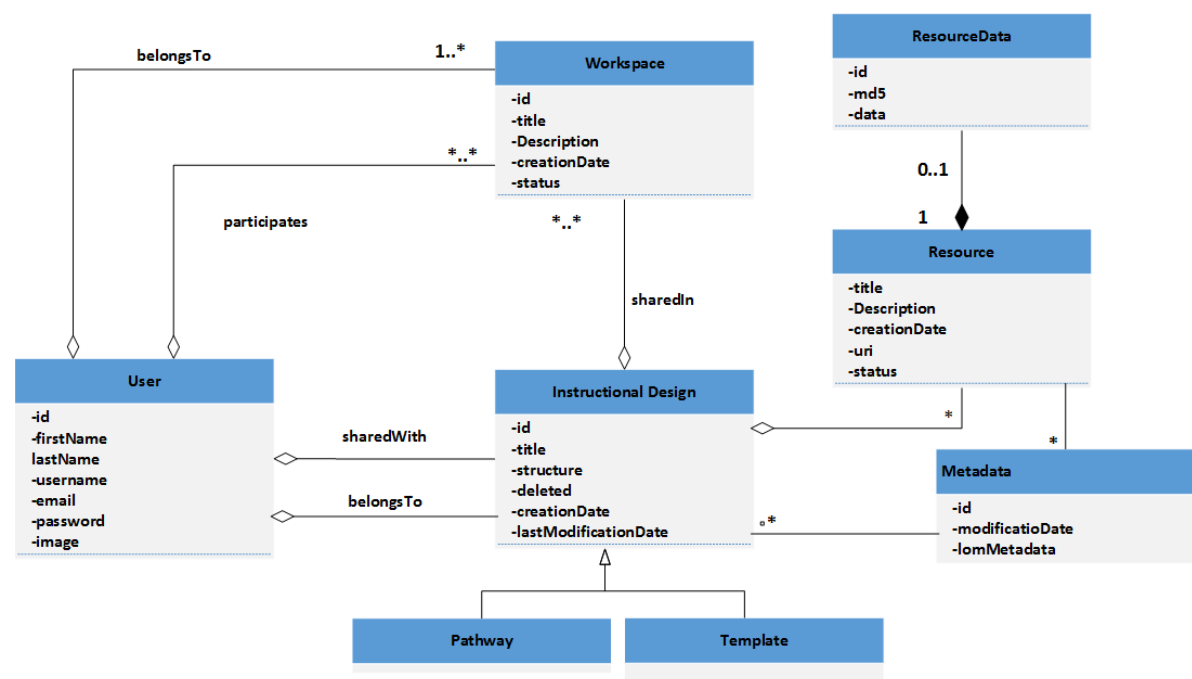 belongsTo
1..*
Workspace
-id
-title
-Description
-creationDate
-status
*..*
participates
*..*
sharedIn
ResourceData
-id
-md5
-data
0..1
1
Resource
-title
-Description
-creationDate
-uri
-status
*
*
User
-id
-firstName
lastName
-username
-email
-password
-image
sharedWith
belongsTo
Instructional Design
-id
-title
-structure
-deleted
-creationDate
-lastModificationDate
*
Metadata
-id
-modificatioDate
-lomMetadata
Pathway
Template